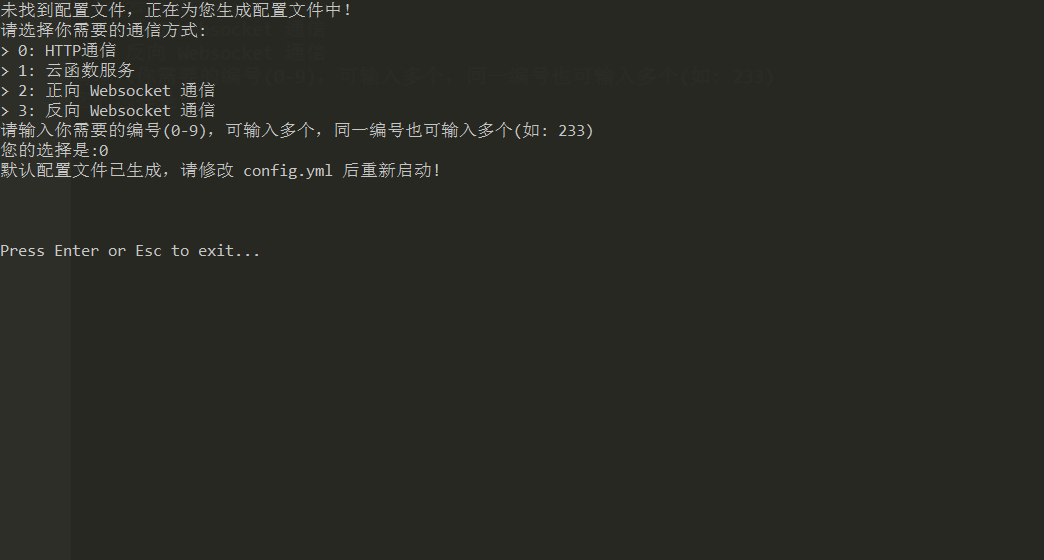 未找到配置文件，正在为您生成配置文件中！
请选择你需要的通信方式:
> 0: HTTP通信
> 1: 云函数服务
> 2: 正向 Websocket 通信
> 3: 反向 Websocket 通信
请输入你需要的编号(0-9)，可输入多个，同一编号也可输入多个(如: 233)
您的选择是:0
默认配置文件已生成，请修改 config.yml 后重新启动!
Press Enter or Esc to exit...